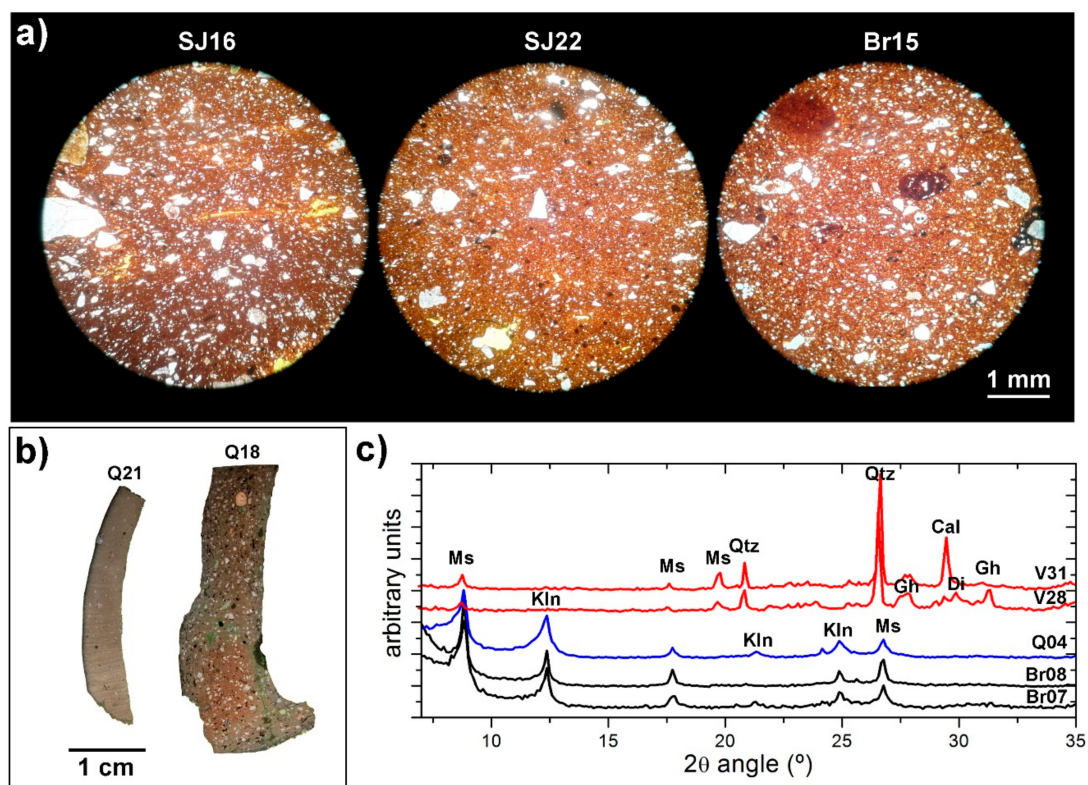 a)
SJ16 SJ22 Br15
1 mm
b)
Q21 Q18
1 cm
c)
arbitrary units
Qtz
Cal
Ms Ms Ms Qtz Gh
V31
Kln Gh Di V28
Kln Kln Ms Q04
Br08
Br07
10 15 20 25 30 35
2θ angle (º)